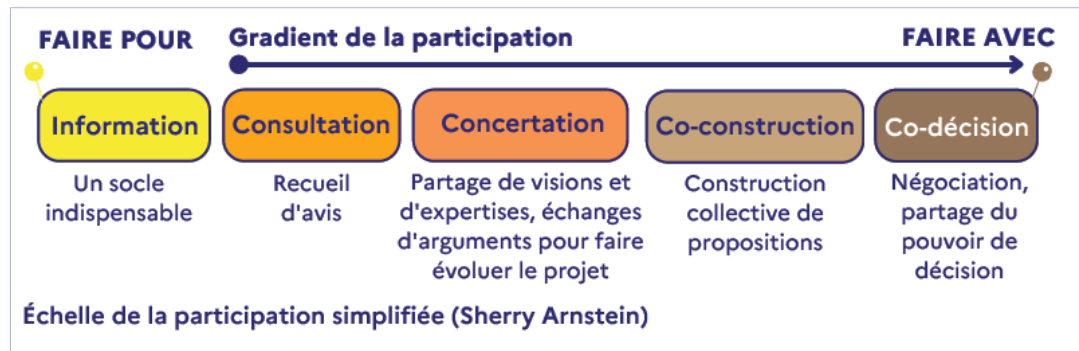 FAIRE POUR
Gradient de la participation
FAIRE AVEC
Information
Consultation
Concertation
Co-construction
Co-décision
Un socle
indispensable
Recueil
d'avis
Partage de visions et
d'expertises, échanges
d'arguments pour faire
évoluer le projet
Construction
collective de
propositions
Négociation,
partage du
pouvoir de
décision
Échelle de la participation simplifiée (Sherry Arnstein)